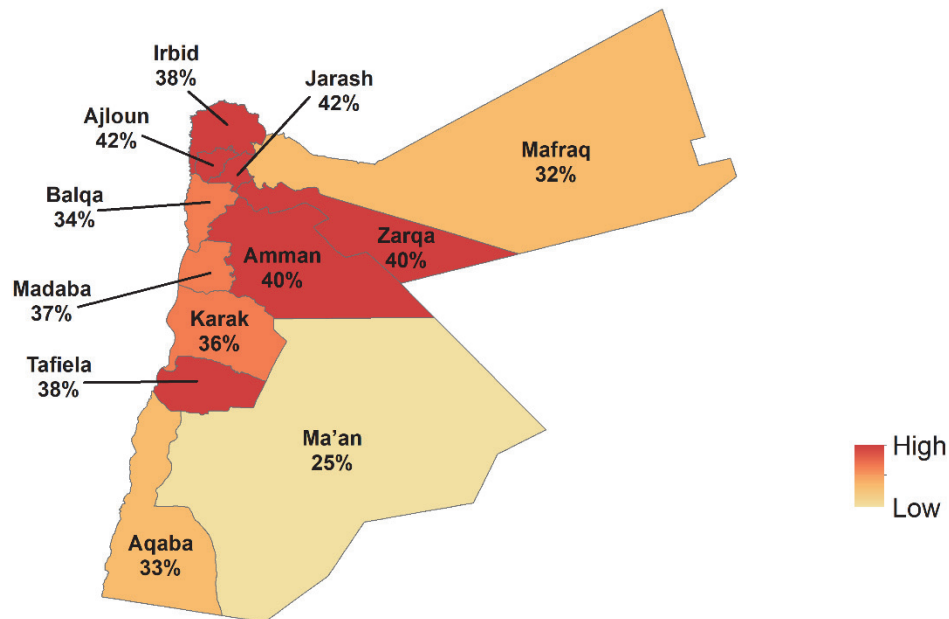 Irbid
38%
Jarash
42%
Ajloun
42%
Mafraq
32%
Balqa
34%
Zarqa
40%
Amman
40%
Madaba
37%
Karak
36%
Tafiela
38%
Ma’an
25%
High
Low
Aqaba
33%